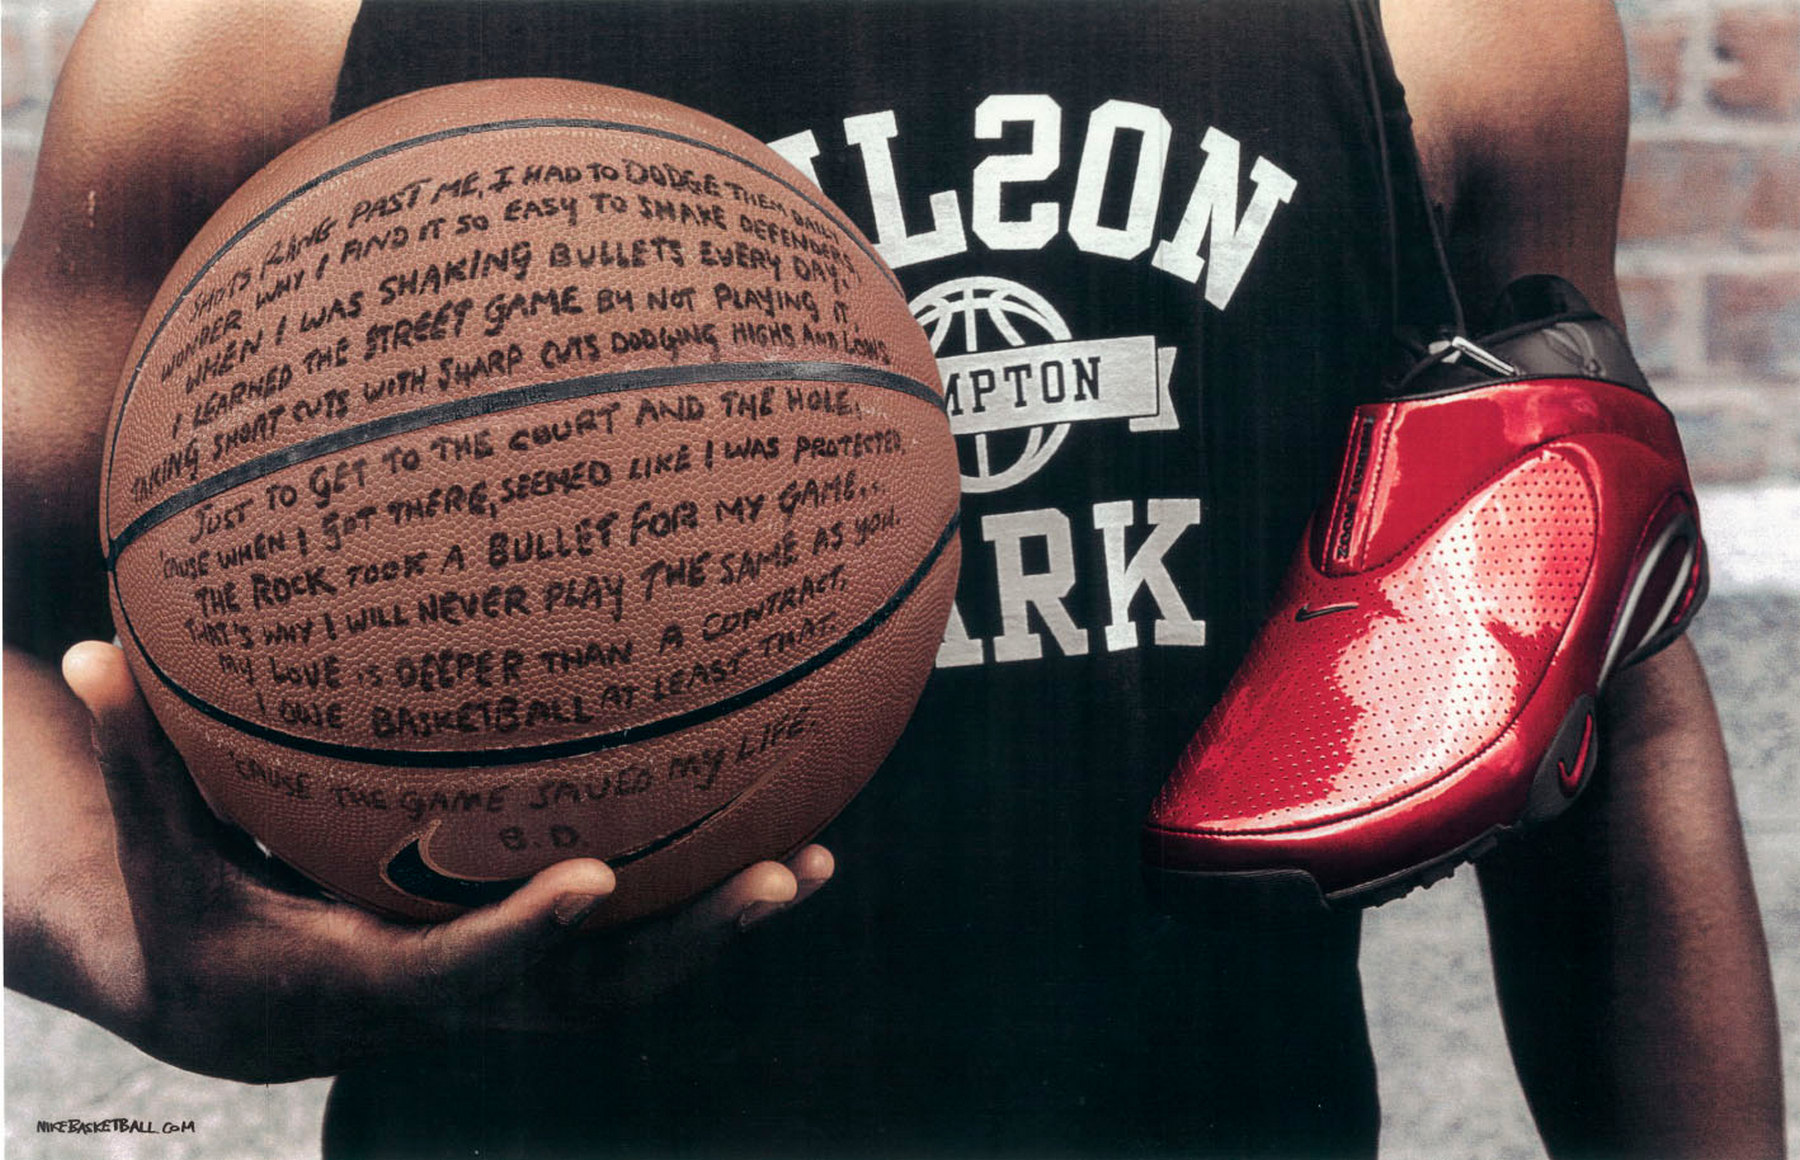 SHOTS RANG PAST ME, I HAD TO DODGE THEM DAILY
WONDER WHY I FIND IT SO EASY TO SHAKE DEFENDERS,
WHEN I WAS SHAKING BULLETS EVERY DAY.
I LEARNED THE STREET GAME BY NOT PLAYING IT.
TAKING SHORT CUTS WITH SHARP CUTS DODGING HIGHS AND LOWS
JUST TO GET TO THE COURT AND THE HOLE.
'CAUSE WHEN I GOT THERE, SEEMED LIKE I WAS PROTECTED.
THE ROCK TOOK A BULLET FOR MY GAME...
THAT'S WHY I WILL NEVER PLAY THE SAME AS YOU.
MY LOVE IS DEEPER THAN A CONTRACT,
I OWE BASKETBALL AT LEAST THAT.
'CAUSE THE GAME SAVED MY LIFE.
B.D.
ILSON
MPTON
ARK
NIKEBASKETBALL.COM